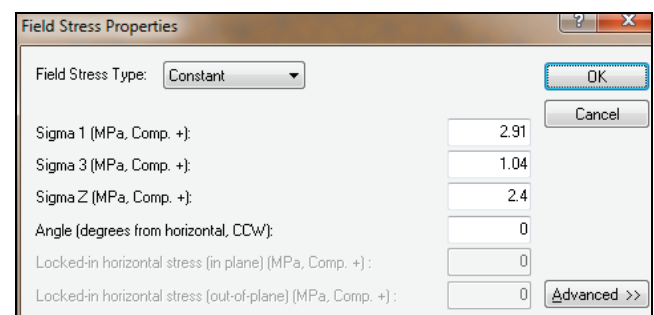 Field Stress Properties
Field Stress Type: Constant
OK
Cancel
Sigma 1 (MPa, Comp. +): 2.91
Sigma 3 (MPa, Comp. +): 1.04
Sigma Z (MPa, Comp. +): 2.4
Angle (degrees from horizontal, CCW): 0
Locked-in horizontal stress (in plane) (MPa, Comp. +) : 0
Locked-in horizontal stress (out-of-plane) (MPa, Comp. +) : 0
Advanced >>